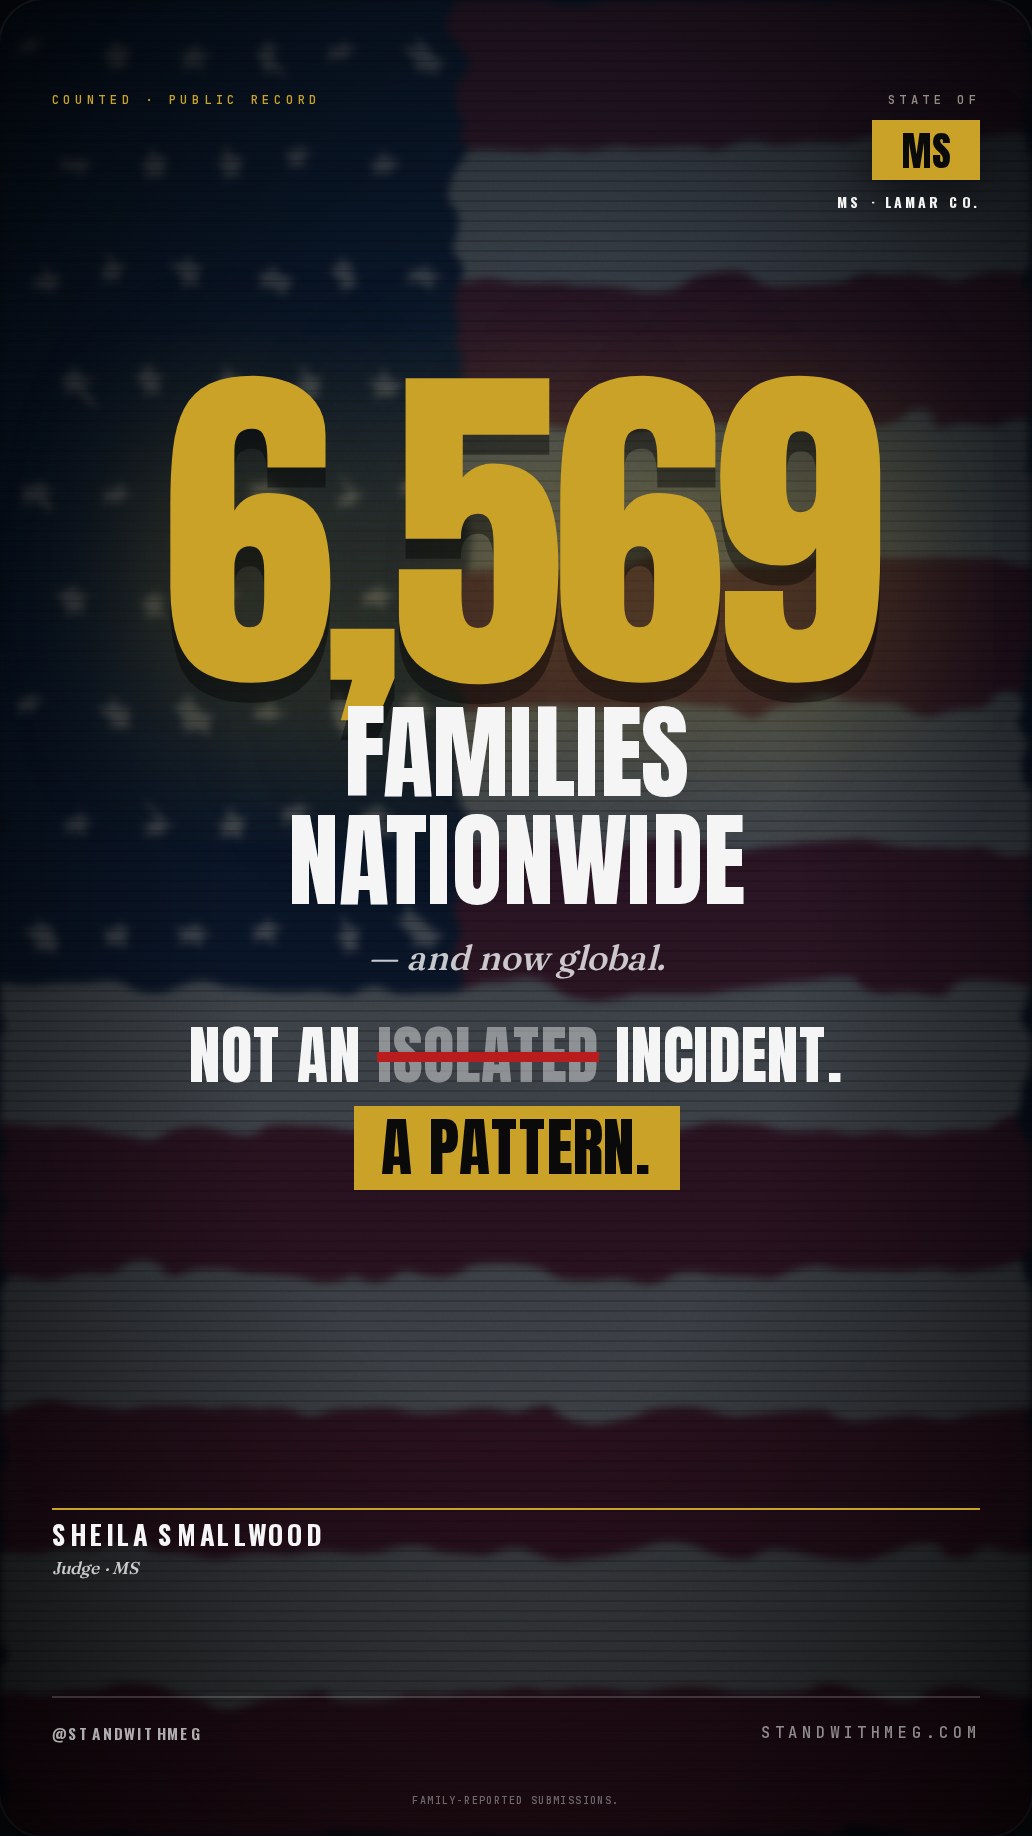 COUNTED · PUBLIC RECORD
STATE OF
MS
MS · LAMAR CO.
6,569
FAMILIES
NATIONWIDE
— and now global.
NOT AN ISOLATED INCIDENT.
A PATTERN.
SHEILA SMALLWOOD
Judge · MS
@STANDWITHMEG
STANDWITHMEG.COM
FAMILY-REPORTED SUBMISSIONS.